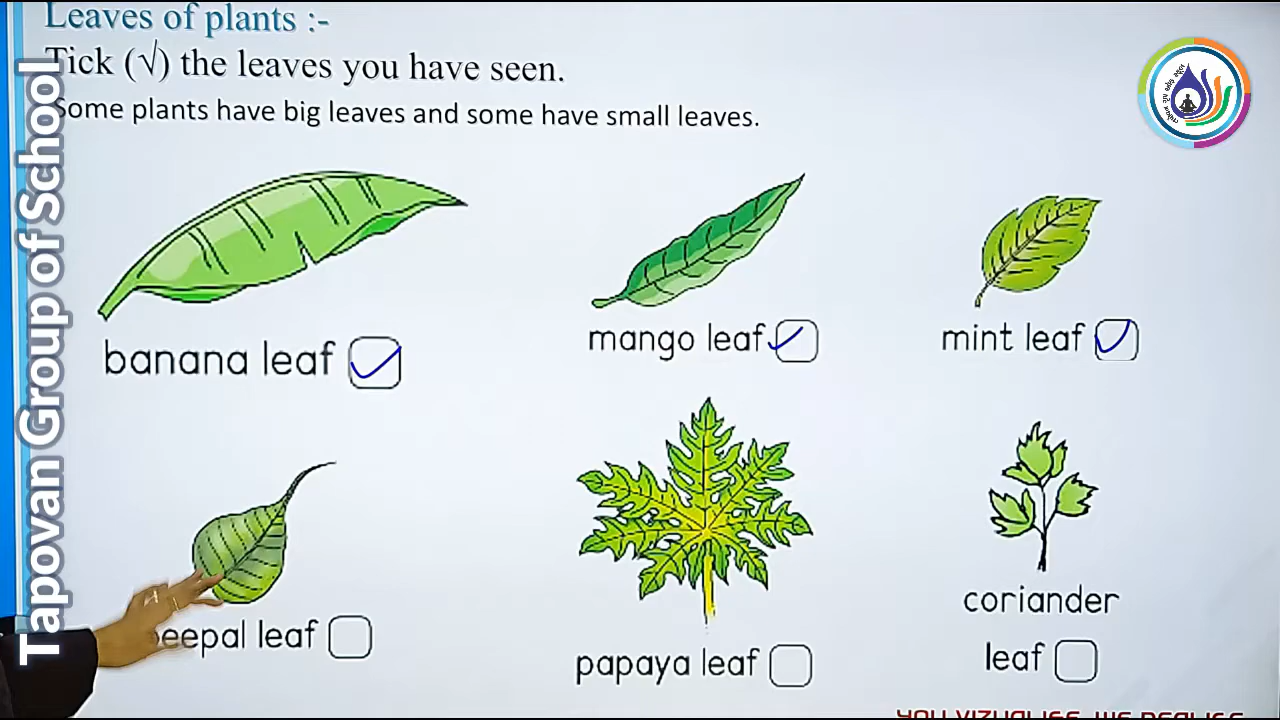 Leaves of plants :-
Tick (√) the leaves you have seen.
Some plants have big leaves and some have small leaves.
banana leaf
mango leaf
mint leaf
peepal leaf
papaya leaf
coriander
leaf
Tapovan Group of School